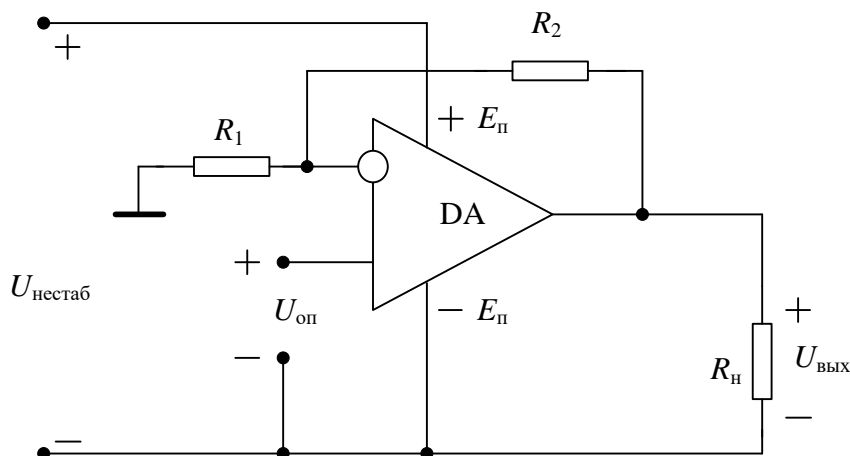 R2
+
+ Eп
R1
DA
+
Uнестаб
Uоп
− Eп
+
−
Rн
Uвых
−
−